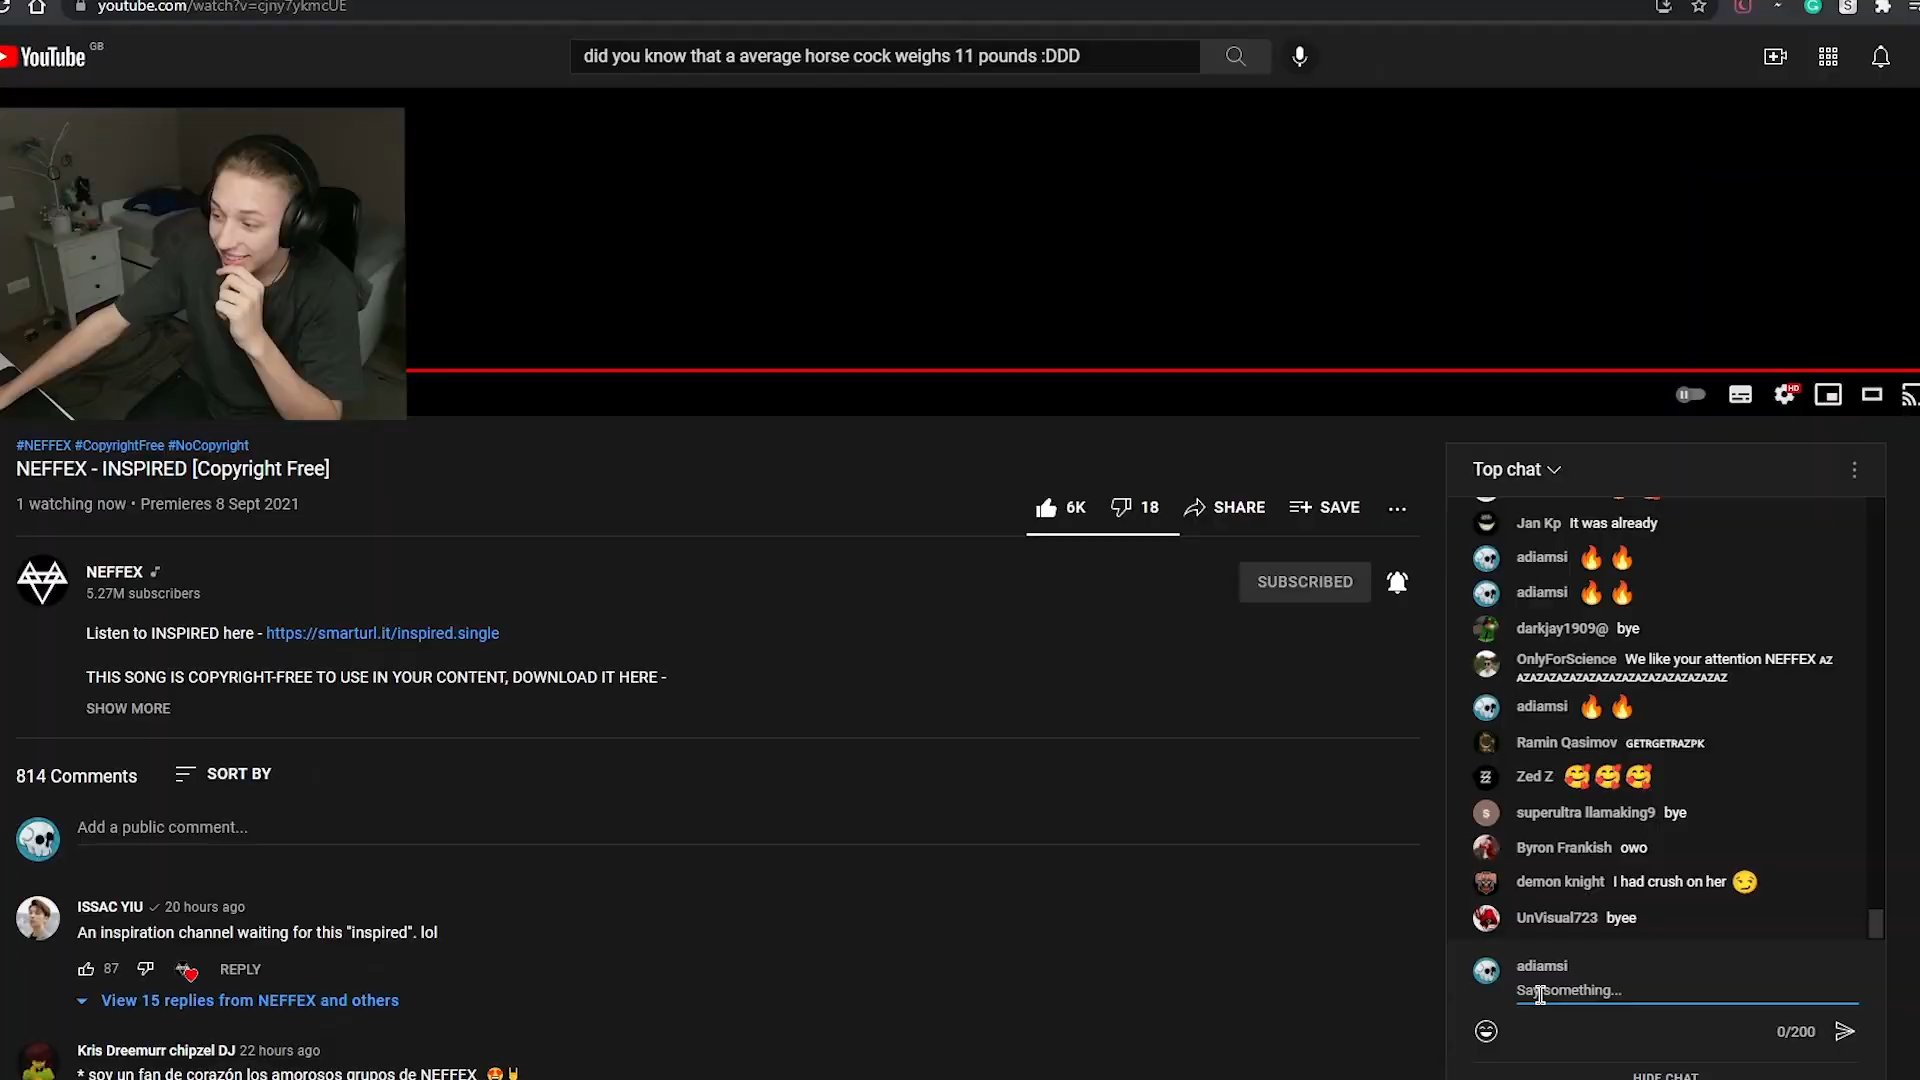 youtube.com/watch?v=cjny7ykmcUE
YouTube GB
did you know that a average horse cock weighs 11 pounds :DDD
HD
#NEFFEX #CopyrightFree #NoCopyright
NEFFEX - INSPIRED [Copyright Free]
1 watching now • Premieres 8 Sept 2021
6K 18 SHARE SAVE
NEFFEX
5.27M subscribers
SUBSCRIBED
Listen to INSPIRED here - https://smarturl.it/inspired.single
THIS SONG IS COPYRIGHT-FREE TO USE IN YOUR CONTENT, DOWNLOAD IT HERE -
SHOW MORE
814 Comments SORT BY
Add a public comment...
ISSAC YIU 20 hours ago
An inspiration channel waiting for this "inspired". lol
87 REPLY
View 15 replies from NEFFEX and others
Kris Dreemurr chipzel DJ 22 hours ago
* soy un fan de corazón los amorosos grupos de NEFFEX 🤩🤘
Top chat
Jan Kp It was already
adiamsi 🔥🔥
adiamsi 🔥🔥
darkjay1909@ bye
OnlyForScience We like your attention NEFFEX ᴀᴢ
ᴀᴢᴀᴢᴀᴢᴀᴢᴀᴢᴀᴢᴀᴢᴀᴢᴀᴢᴀᴢᴀᴢᴀᴢᴀᴢᴀᴢᴀᴢᴀᴢ
adiamsi 🔥🔥
Ramin Qasimov ɢᴇᴛʀɢᴇᴛʀᴀᴢᴘᴋ
Zed Z 🥰🥰🥰
superultra llamaking9 bye
Byron Frankish owo
demon knight I had crush on her 😏
UnVisual723 byee
adiamsi
Say something...
0/200
HIDE CHAT